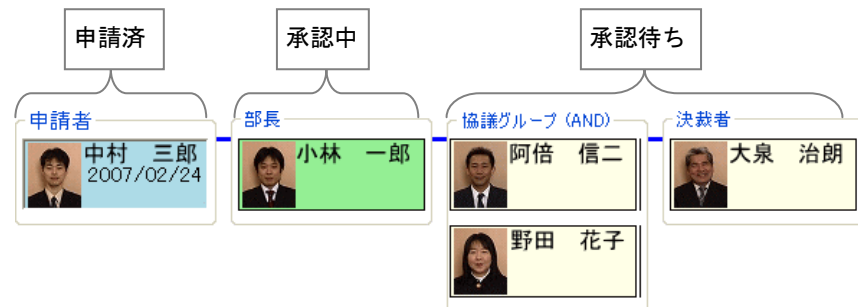 申請済
承認中
承認待ち
申請者
部長
協議グループ (AND)
決裁者
中村　三郎
2007/02/24
小林　一郎
阿倍　信二
大泉　治朗
野田　花子